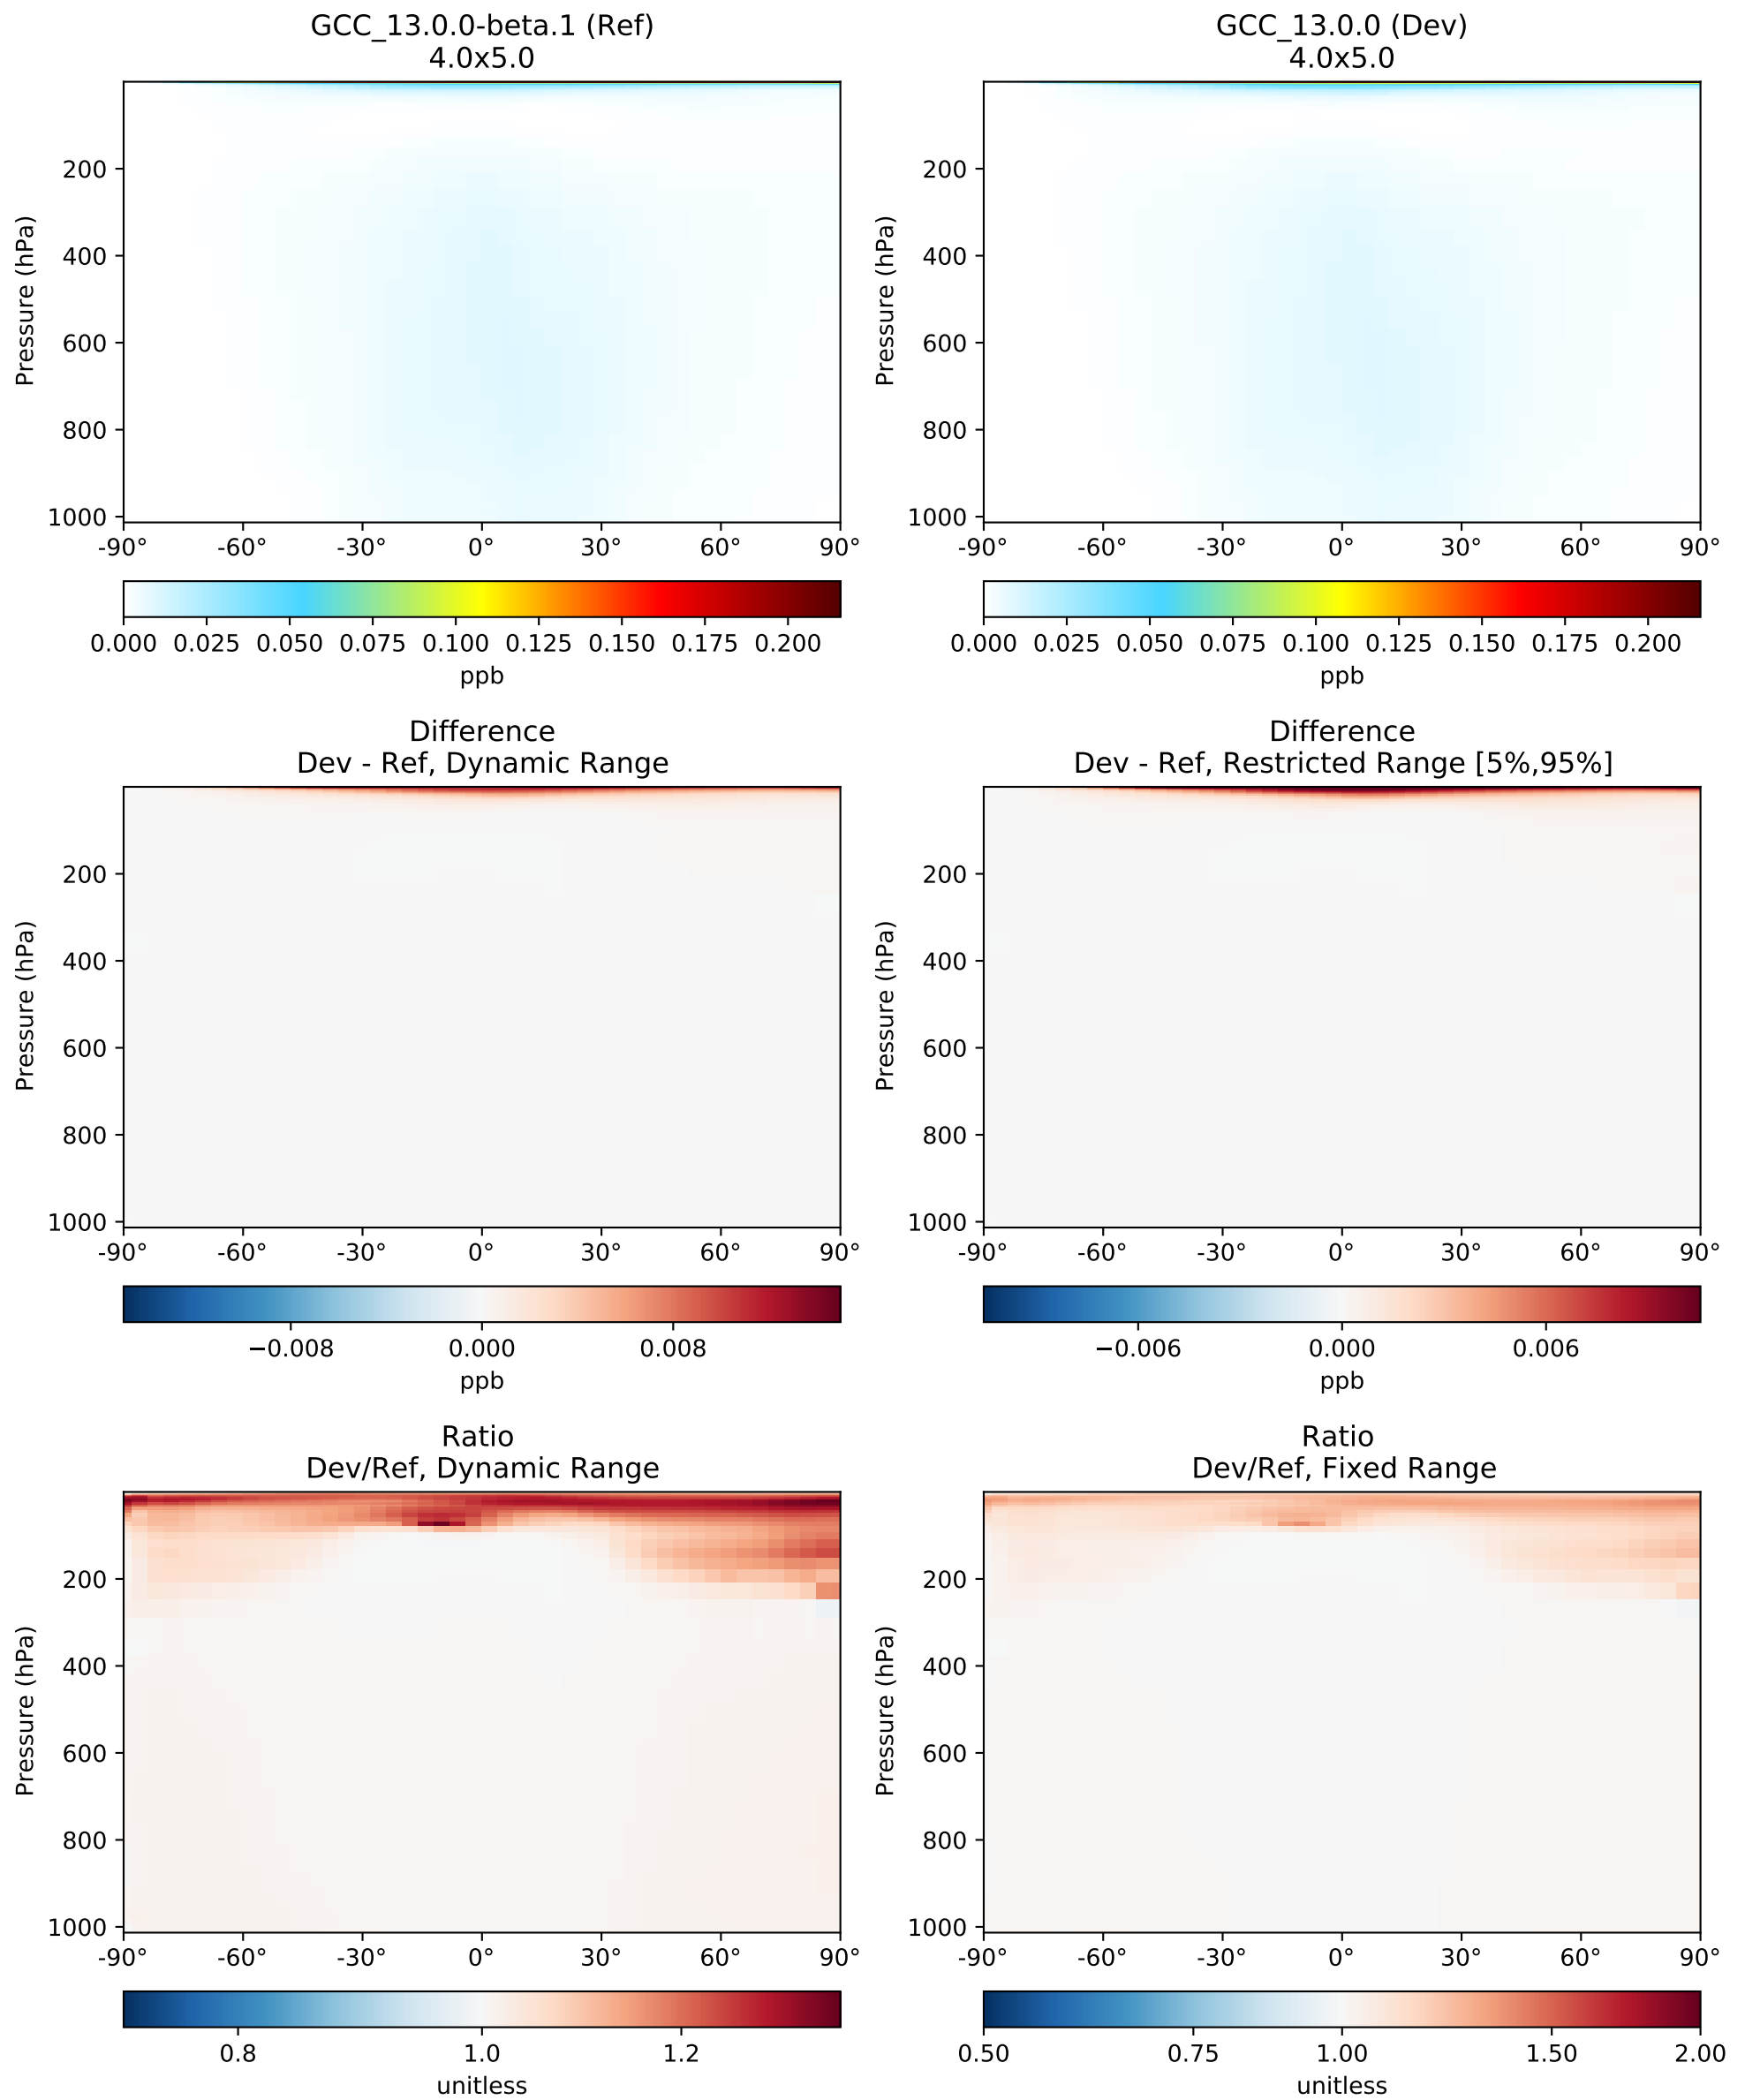 GCC_13.0.0-beta.1 (Ref)
4.0x5.0
Pressure (hPa)
200
400
600
800
1000
-90° -60° -30° 0° 30° 60° 90°
0.000 0.025 0.050 0.075 0.100 0.125 0.150 0.175 0.200
ppb
GCC_13.0.0 (Dev)
4.0x5.0
Pressure (hPa)
200
400
600
800
1000
-90° -60° -30° 0° 30° 60° 90°
0.000 0.025 0.050 0.075 0.100 0.125 0.150 0.175 0.200
ppb
Difference
Dev - Ref, Dynamic Range
Pressure (hPa)
200
400
600
800
1000
-90° -60° -30° 0° 30° 60° 90°
−0.008 0.000 0.008
ppb
Difference
Dev - Ref, Restricted Range [5%,95%]
Pressure (hPa)
200
400
600
800
1000
-90° -60° -30° 0° 30° 60° 90°
−0.006 0.000 0.006
ppb
Ratio
Dev/Ref, Dynamic Range
Pressure (hPa)
200
400
600
800
1000
-90° -60° -30° 0° 30° 60° 90°
0.8 1.0 1.2
unitless
Ratio
Dev/Ref, Fixed Range
Pressure (hPa)
200
400
600
800
1000
-90° -60° -30° 0° 30° 60° 90°
0.50 0.75 1.00 1.50 2.00
unitless